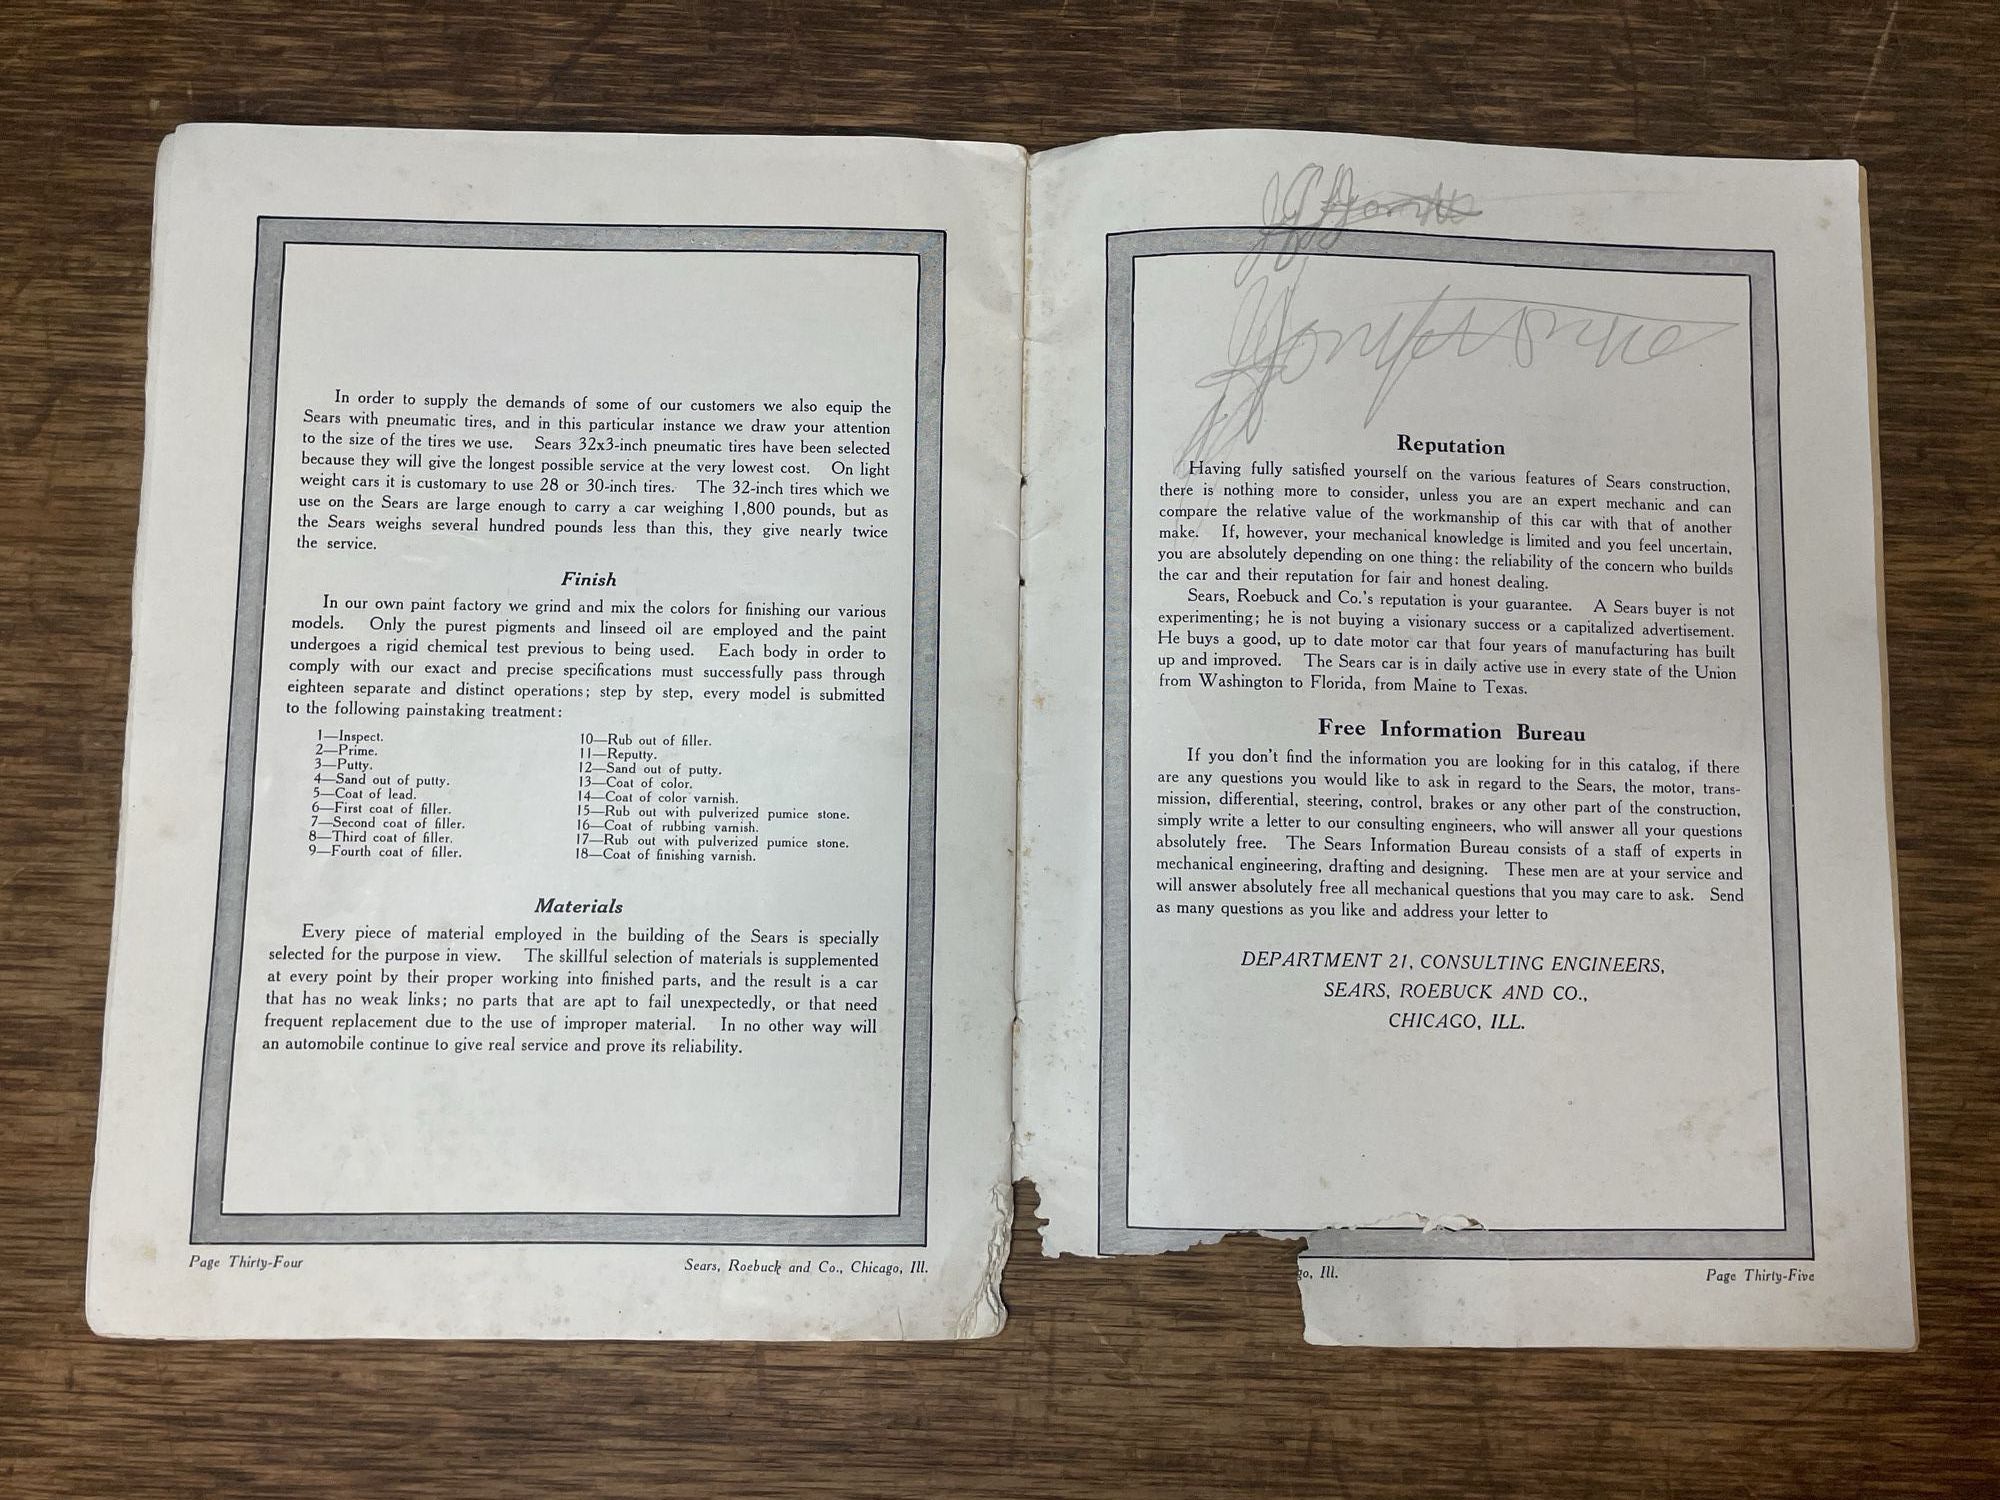 In order to supply the demands of some of our customers we also equip the
Sears with pneumatic tires, and in this particular instance we draw your attention
to the size of the tires we use. Sears 32x3-inch pneumatic tires have been selected
because they will give the longest possible service at the very lowest cost. On light
weight cars it is customary to use 28 or 30-inch tires. The 32-inch tires which we
use on the Sears are large enough to carry a car weighing 1,800 pounds, but as
the Sears weighs several hundred pounds less than this, they give nearly twice
the service.
Finish
In our own paint factory we grind and mix the colors for finishing our various
models. Only the purest pigments and linseed oil are employed and the paint
undergoes a rigid chemical test previous to being used. Each body in order to
comply with our exact and precise specifications must successfully pass through
eighteen separate and distinct operations; step by step, every model is submitted
to the following painstaking treatment:
1—Inspect.
2—Prime.
3—Putty.
4—Sand out of putty.
5—Coat of lead.
6—First coat of filler.
7—Second coat of filler.
8—Third coat of filler.
9—Fourth coat of filler.
10—Rub out of filler.
11—Reputty.
12—Sand out of putty.
13—Coat of color.
14—Coat of color varnish.
15—Rub out with pulverized pumice stone.
16—Coat of rubbing varnish.
17—Rub out with pulverized pumice stone.
18—Coat of finishing varnish.
Materials
Every piece of material employed in the building of the Sears is specially
selected for the purpose in view. The skillful selection of materials is supplemented
at every point by their proper working into finished parts, and the result is a car
that has no weak links; no parts that are apt to fail unexpectedly, or that need
frequent replacement due to the use of improper material. In no other way will
an automobile continue to give real service and prove its reliability.
Page Thirty-Four
Sears, Roebuck and Co., Chicago, Ill.
Reputation
Having fully satisfied yourself on the various features of Sears construction,
there is nothing more to consider, unless you are an expert mechanic and can
compare the relative value of the workmanship of this car with that of another
make. If, however, your mechanical knowledge is limited and you feel uncertain,
you are absolutely depending on one thing: the reliability of the concern who builds
the car and their reputation for fair and honest dealing.
Sears, Roebuck and Co.'s reputation is your guarantee. A Sears buyer is not
experimenting; he is not buying a visionary success or a capitalized advertisement.
He buys a good, up to date motor car that four years of manufacturing has built
up and improved. The Sears car is in daily active use in every state of the Union
from Washington to Florida, from Maine to Texas.
Free Information Bureau
If you don't find the information you are looking for in this catalog, if there
are any questions you would like to ask in regard to the Sears, the motor, trans-
mission, differential, steering, control, brakes or any other part of the construction,
simply write a letter to our consulting engineers, who will answer all your questions
absolutely free. The Sears Information Bureau consists of a staff of experts in
mechanical engineering, drafting and designing. These men are at your service and
will answer absolutely free all mechanical questions that you may care to ask. Send
as many questions as you like and address your letter to
DEPARTMENT 21, CONSULTING ENGINEERS,
SEARS, ROEBUCK AND CO.,
CHICAGO, ILL.
go, Ill.
Page Thirty-Five